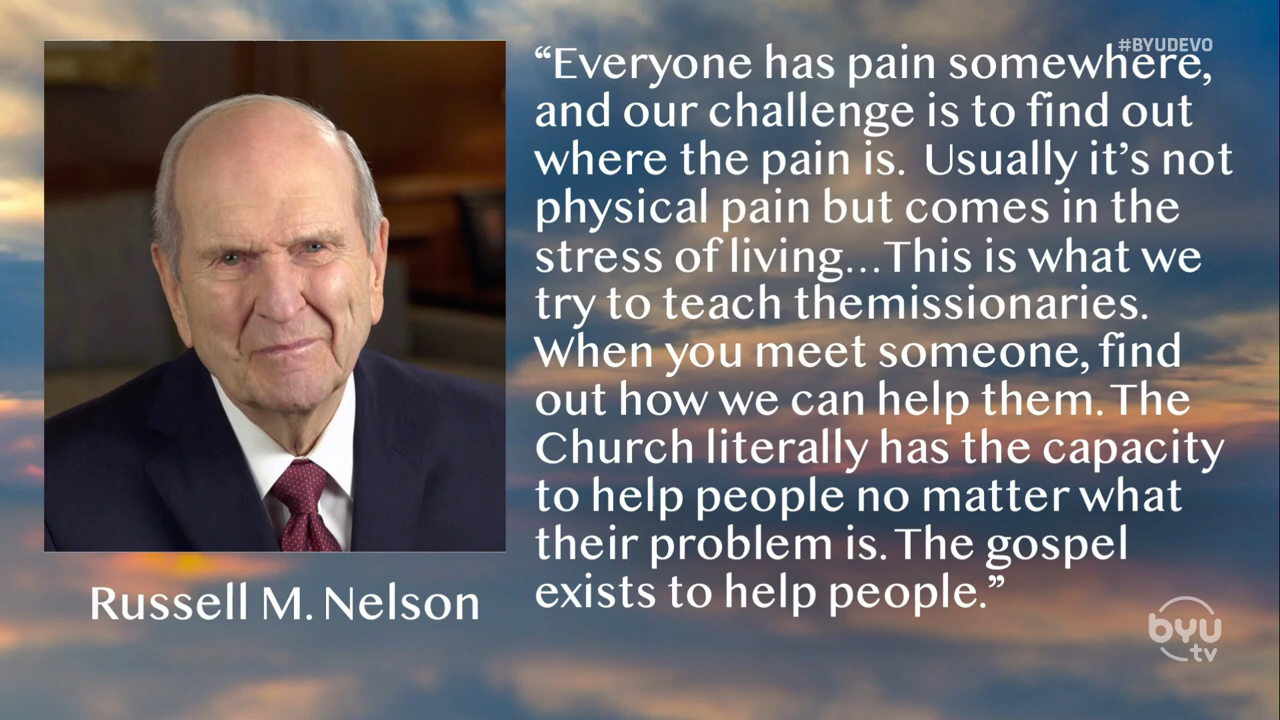 #BYUDEVO
“Everyone has pain somewhere,
and our challenge is to find out
where the pain is.  Usually it’s not
physical pain but comes in the
stress of living...This is what we
try to teach themissionaries.
When you meet someone, find
out how we can help them. The
Church literally has the capacity
to help people no matter what
their problem is. The gospel
exists to help people.”
Russell M. Nelson
byu
tv